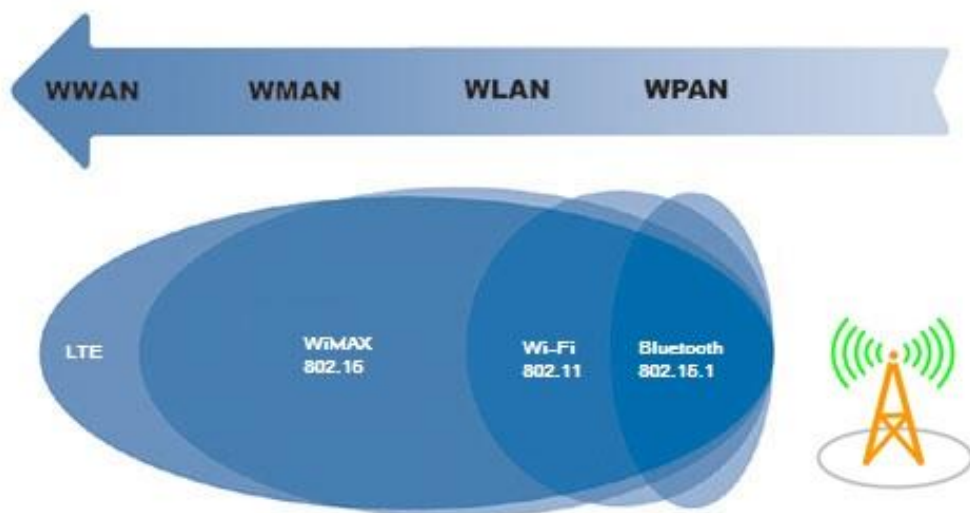 WWAN WMAN WLAN WPAN
LTE
WiMAX
802.16
Wi-Fi
802.11
Bluetooth
802.15.1